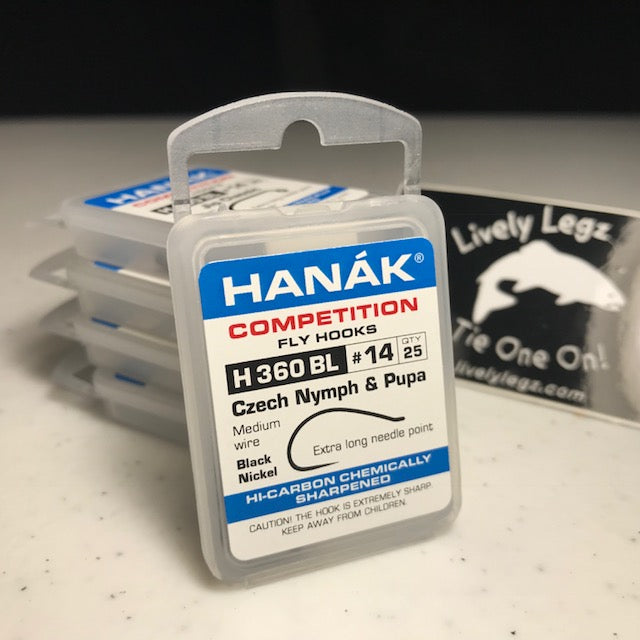 HANÁK®
COMPETITION
FLY HOOKS
H 360 BL #14 QTY 25
Czech Nymph & Pupa
Medium wire
Extra long needle point
Black Nickel
HI-CARBON CHEMICALLY
SHARPENED
CAUTION! THE HOOK IS EXTREMELY SHARP.
KEEP AWAY FROM CHILDREN.
HANÁK
Lively Legz
Tie One On!
livelylegz.com